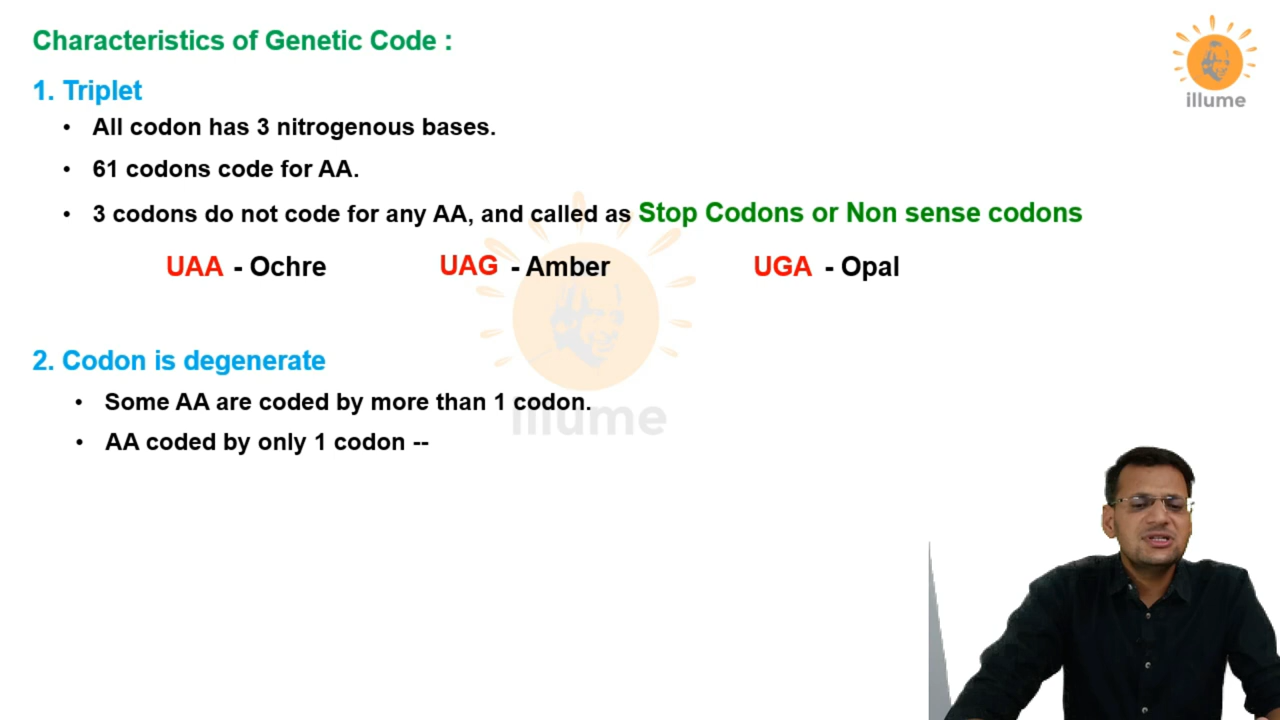 Characteristics of Genetic Code :
illume
1. Triplet
• All codon has 3 nitrogenous bases.
• 61 codons code for AA.
• 3 codons do not code for any AA, and called as Stop Codons or Non sense codons
UAA - Ochre UAG - Amber UGA - Opal
2. Codon is degenerate
• Some AA are coded by more than 1 codon.
illume
• AA coded by only 1 codon --